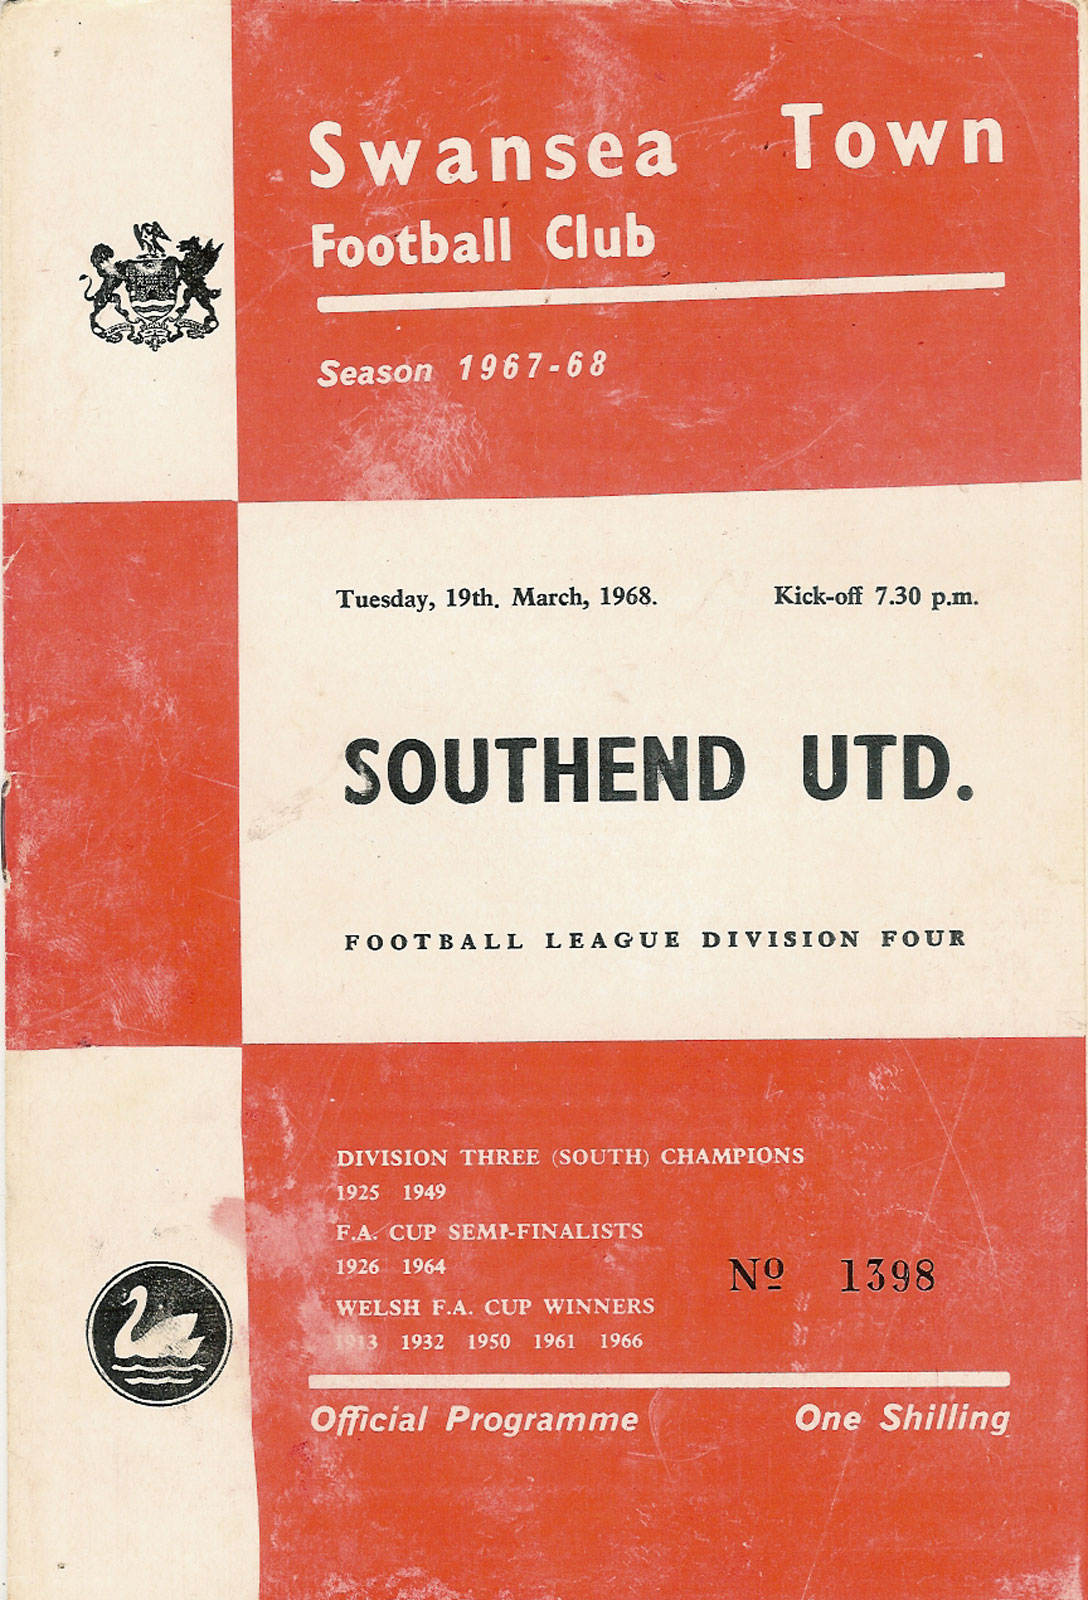 Swansea Town
Football Club
Season 1967-68
Tuesday, 19th. March, 1968. Kick-off 7.30 p.m.
SOUTHEND UTD.
FOOTBALL LEAGUE DIVISION FOUR
DIVISION THREE (SOUTH) CHAMPIONS
1925 1949
F.A. CUP SEMI-FINALISTS
1926 1964
Nº 1398
WELSH F.A. CUP WINNERS
1913 1932 1950 1961 1966
Official Programme One Shilling